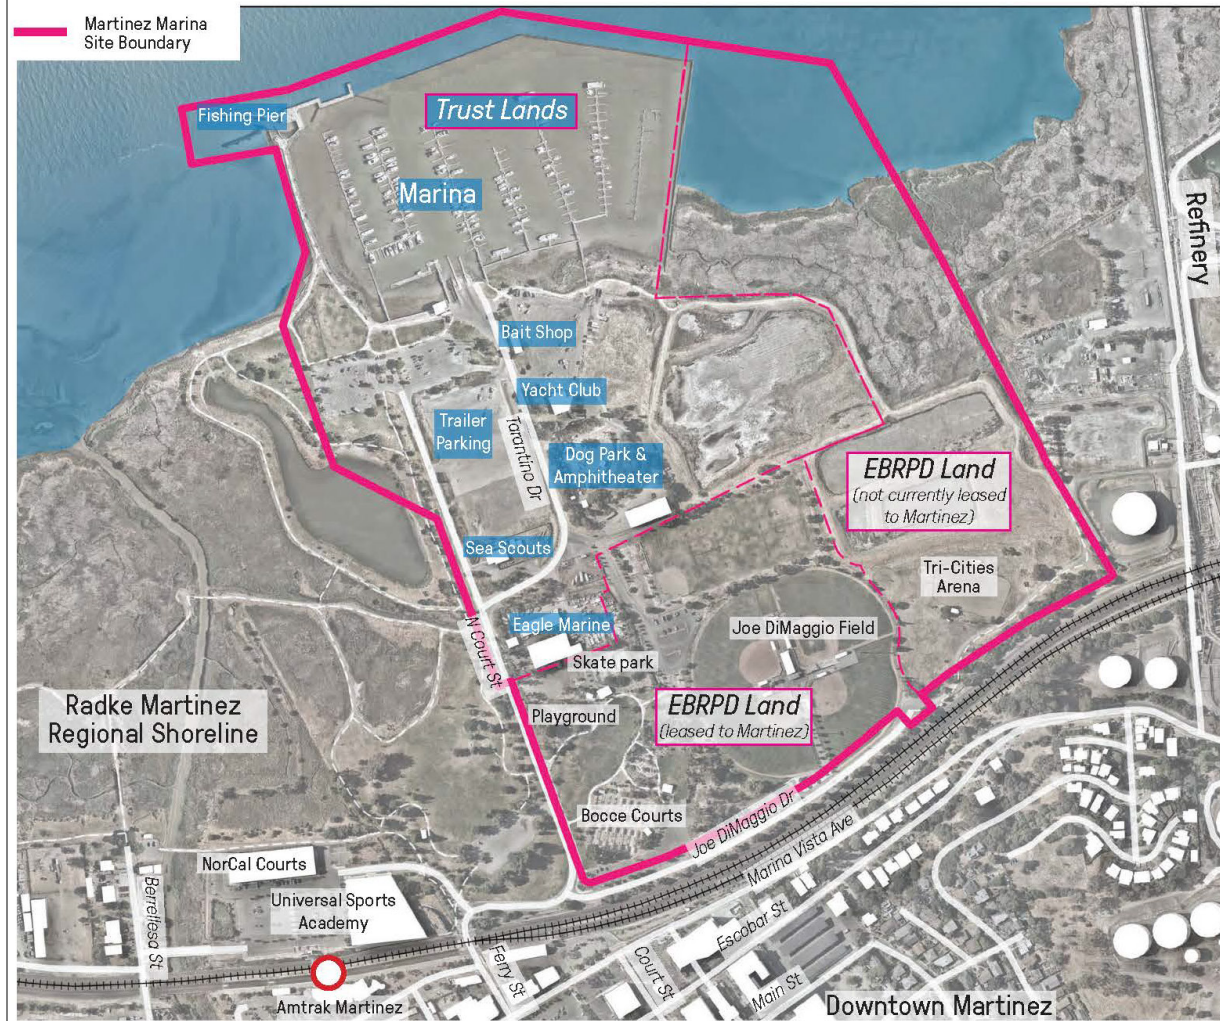 Martinez Marina
Site Boundary
Fishing Pier
Trust Lands
Marina
Refinery
Bait Shop
Yacht Club
Trailer
Parking
Tarantino Dr
Dog Park &
Amphitheater
EBRPD Land
(not currently leased
to Martinez)
Sea Scouts
Tri-Cities
Arena
Eagle Marine
Joe DiMaggio Field
N Court St
Skate park
Radke Martinez
Regional Shoreline
Playground
EBRPD Land
(leased to Martinez)
Bocce Courts
Joe DiMaggio Dr
Marina Vista Ave
NorCal Courts
Universal Sports
Academy
Berrellesa St
Escobar St
Ferry St
Court St
Main St
Amtrak Martinez
Downtown Martinez